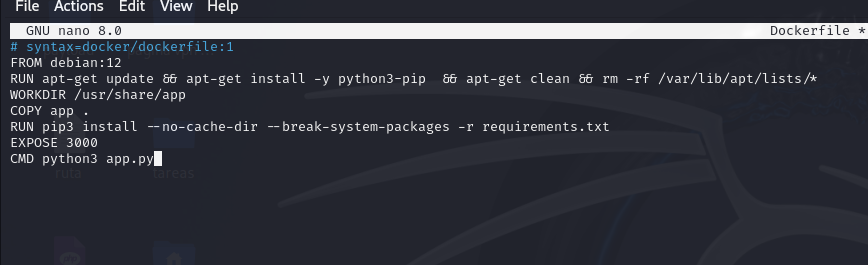 File Actions Edit View Help
GNU nano 8.0 Dockerfile *
# syntax=docker/dockerfile:1
FROM debian:12
RUN apt-get update && apt-get install -y python3-pip  && apt-get clean && rm -rf /var/lib/apt/lists/*
WORKDIR /usr/share/app
COPY app .
RUN pip3 install --no-cache-dir --break-system-packages -r requirements.txt
EXPOSE 3000
CMD python3 app.py
ruta tareas